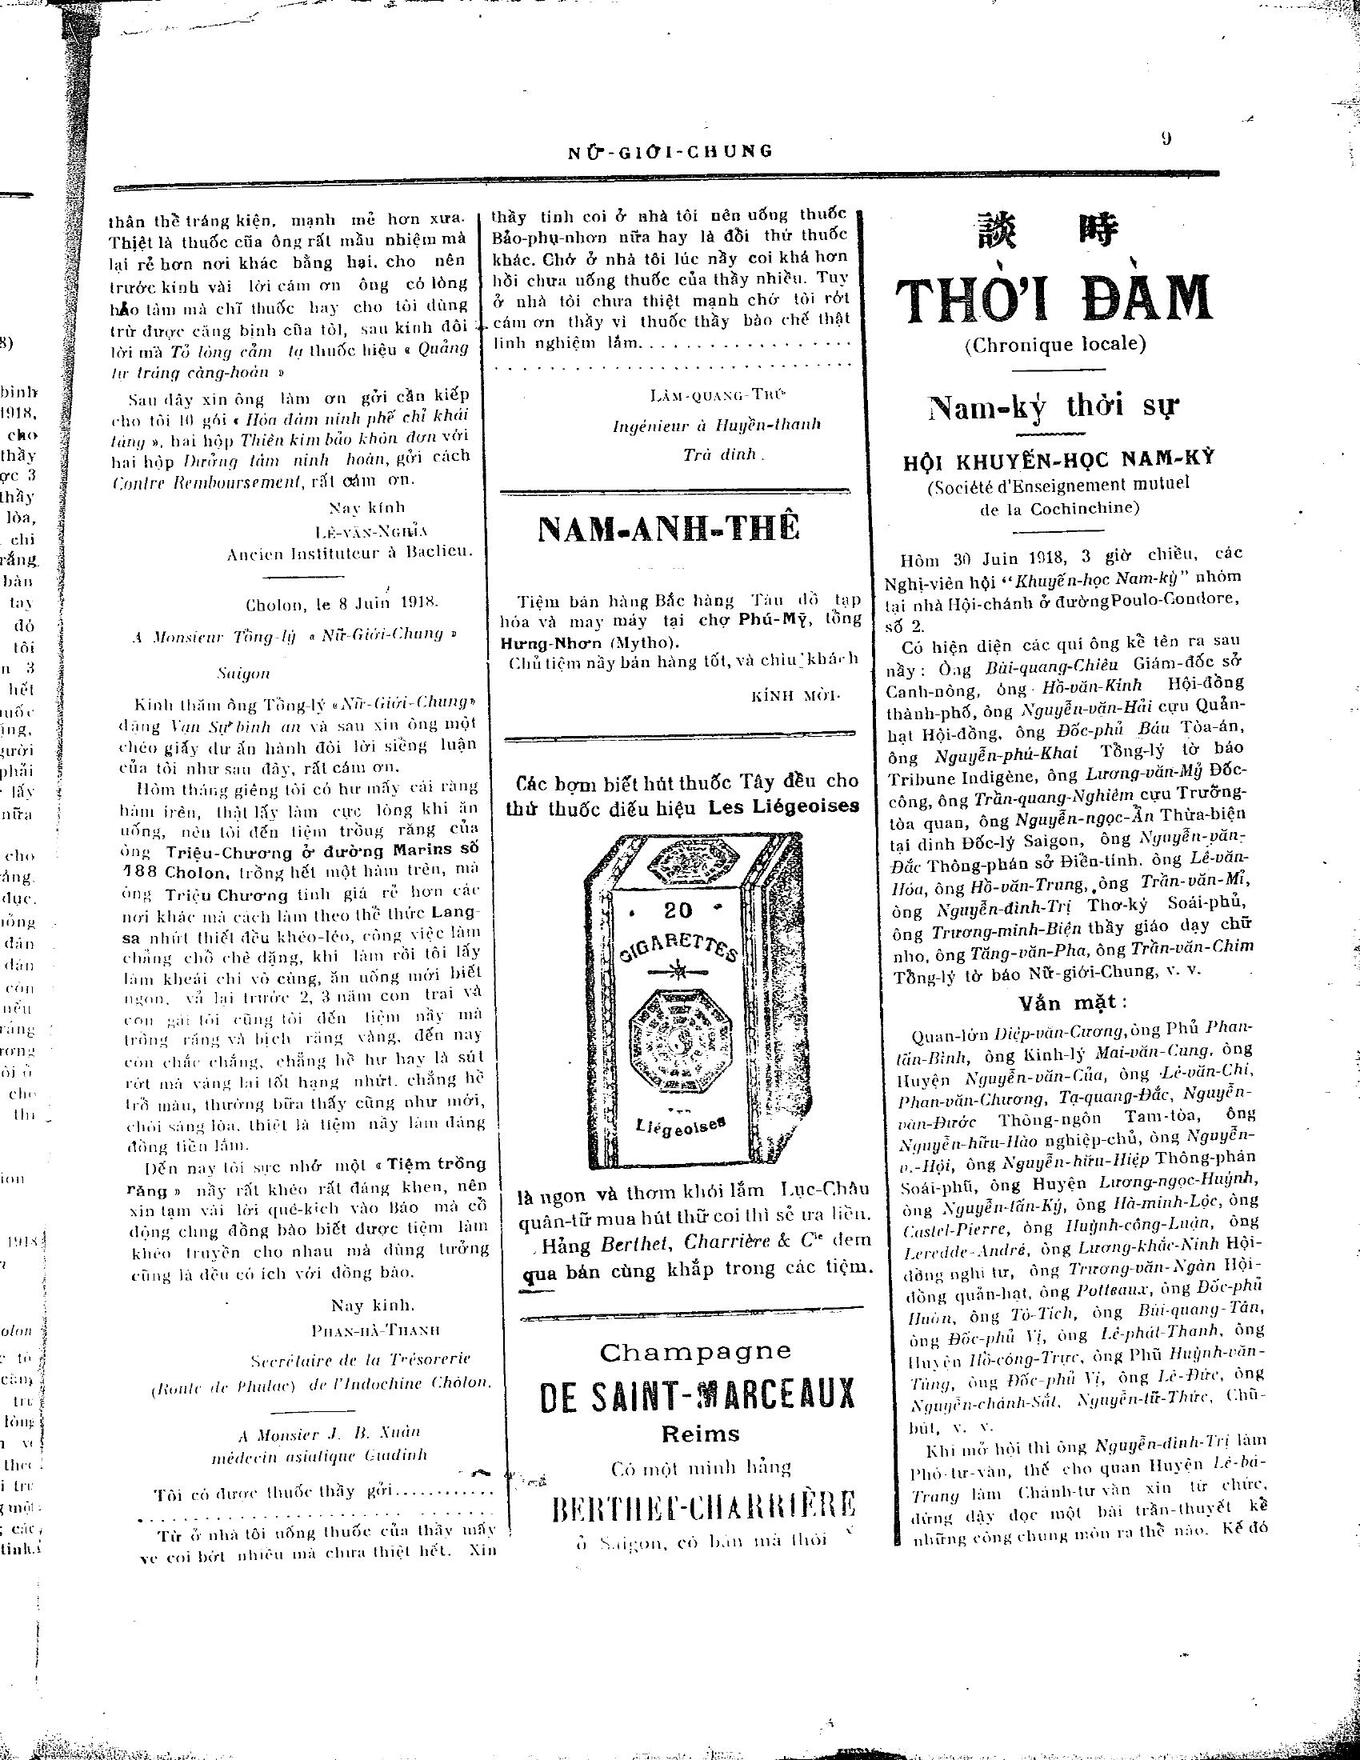 NỮ-GIỚI-CHUNG
9
thân thể tráng kiện, mạnh mẻ hơn xưa.
Thiệt là thuốc của ông rất mầu nhiệm mà
lại rẻ hơn nơi khác bằng hai, cho nên
trước kính vài lời cám ơn ông có lòng
hảo tâm mà chỉ thuốc hay cho tôi dùng
trừ được căng bịnh của tôi, sau kính đôi
lời mà Tỏ lòng cảm tạ thuốc hiệu « Quảng
tư tráng càng-hoàn »
Sau đây xin ông làm ơn gởi cần kiếp
cho tôi 10 gói « Hóa đàm ninh phế chỉ khái
táng », hai hộp Thiên kim bảo khôn đơn với
hai hộp Dưỡng tâm ninh hoàn, gởi cách
Contre Remboursement, rất cám ơn.
Nay kính
LÊ-VĂN-NGHĨA
Ancien Instituteur à Baclieu.
Cholon, le 8 Juin 1918.
A Monsieur Tổng-lý « Nữ-Giới-Chung »
Saigon
Kính thăm ông Tổng-lý «Nữ-Giới-Chung»
dặng Vạn Sự bình an và sau xin ông một
chéo giấy dư ấn hành đôi lời siềng luận
của tôi như sau đây, rất cám ơn.
Hôm tháng giêng tôi có hư mấy cái ràng
hàm trên, thật lấy làm cực lòng khi ăn
uống, nên tôi đến tiệm trồng răng của
ông Triệu-Chương ở đường Marins số
188 Cholon, trồng hết một hàm trên, mà
ông Triệu Chương tính giá rẻ hơn các
nơi khác mà cách làm theo thể thức Lang-
sa nhứt thiết đều khéo-léo, công việc làm
chẳng chỗ chê dặng, khi làm rồi tôi lấy
làm khoái chí vô cùng, ăn uống mới biết
ngon, vả lại trước 2, 3 năm con trai và
con gái tôi cũng tới đến tiệm nầy mà
trồng răng và bịch răng vàng, đến nay
còn chắc chắng, chẳng hề hư hay là sút
rớt mà vàng lại tốt hạng nhứt, chẳng hề
trổ màu, thường bữa thấy cũng như mới,
chói sáng lòa, thiệt là tiệm nầy làm đáng
đồng tiền lắm.
Đến nay tôi sực nhớ một « Tiệm trồng
răng » nầy rất khéo rất đáng khen, nên
xin tạm vài lời quê-kịch vào Báo mà cổ
động chng đồng bào biết được tiệm làm
khéo truyền cho nhau mà dùng tưởng
cũng là đều có ích với đồng bào.
Nay kính.
PHAN-HÀ-THANH
Secrétaire de la Trésorerie
(Route de Phulac) de l'Indochine Chôlon.
A Monsier J. B. Xuân
médecin asiatique Giadinh
Tôi có được thuốc thầy gởi............
Từ ở nhà tôi uống thuốc của thầy mấy
ve coi bớt nhiều mà chưa thiệt hết. Xin
thầy tính coi ở nhà tôi nên uống thuốc
Bảo-phụ-nhơn nữa hay là đổi thứ thuốc
khác. Chớ ở nhà tôi lúc nầy coi khá hơn
hồi chưa uống thuốc của thầy nhiều. Tuy
ở nhà tôi chưa thiệt mạnh chớ tôi rớt
cám ơn thầy vì thuốc thầy bào chế thật
linh nghiệm lắm. . . . . . . . . . . . . . . .
LÂM-QUANG-THỨ
Ingénieur à Huyền-thanh
Trà dinh.
NAM-ANH-THÊ
Tiệm bán hàng Bắc hàng Tàu đồ tạp
hóa và may máy tại chợ Phú-Mỹ, tổng
Hưng-Nhơn (Mytho).
Chủ tiệm nầy bán hàng tốt, và chiu khách
KÍNH MỜI.
Các bợm biết hút thuốc Tây đều cho
thứ thuốc điếu hiệu Les Liégeoises
20
CIGARETTES
Liégeoises
là ngon và thơm khói lắm Lục-Châu
quân-tử mua hút thử coi thì sẻ ưa liền.
Hảng Berthet, Charrière & Cie đem
qua bán cùng khắp trong các tiệm.
Champagne
DE SAINT-MARCEAUX
Reims
Có một mình hảng
BERTHET-CHARRIÈRE
ở Saigon, có bán mà thôi
談 時
THỜI ĐÀM
(Chronique locale)
Nam-kỳ thời sự
HỘI KHUYẾN-HỌC NAM-KỲ
(Société d'Enseignement mutuel
de la Cochinchine)
Hôm 30 Juin 1918, 3 giờ chiều, các
Nghị-viên hội "Khuyến-học Nam-kỳ" nhóm
tại nhà Hội-chánh ở đường Poulo-Condore,
số 2.
Có hiện diện các quí ông kể tên ra sau
nầy : Ông Bùi-quang-Chiêu Giám-đốc sở
Canh-nông, ông Hồ-văn-Kinh Hội-đồng
thành-phố, ông Nguyễn-văn-Hải cựu Quản-
hạt Hội-đồng, ông Đốc-phủ Báu Tòa-án,
ông Nguyễn-phú-Khai Tổng-lý tờ báo
Tribune Indigène, ông Lương-văn-Mỹ Đốc-
công, ông Trần-quang-Nghiêm cựu Trưởng-
tòa quan, ông Nguyễn-ngọc-Ẩn Thừa-biện
tại dinh Đốc-lý Saigon, ông Nguyễn-văn-
Đắc Thông-phán sở Điển-tính, ông Lê-văn-
Hóa, ông Hồ-văn-Trung, ông Trần-văn-Mỉ,
ông Nguyễn-đình-Trị Thơ-ký Soái-phủ,
ông Trương-minh-Biện thầy giáo dạy chữ
nho, ông Tăng-văn-Pha, ông Trần-văn-Chim
Tổng-lý tờ báo Nữ-giới-Chung, v. v.
Vắn mặt :
Quan-lớn Diệp-văn-Cương, ông Phủ Phan-
tấn-Bình, ông Kinh-lý Mai-văn-Cung, ông
Huyện Nguyễn-văn-Của, ông Lê-văn-Chí,
Phan-văn-Chương, Tạ-quang-Đắc, Nguyễn-
văn-Đước Thông-ngôn Tam-tòa, ông
Nguyễn-hữu-Hào nghiệp-chủ, ông Nguyễn-
v.-Hội, ông Nguyễn-hữu-Hiệp Thông-phán
Soái-phủ, ông Huyện Lương-ngọc-Huỳnh,
ông Nguyễn-tấn-Ký, ông Hà-minh-Lộc, ông
Castel-Pierre, ông Huỳnh-công-Luận, ông
Leredde-André, ông Lương-khắc-Ninh Hội-
đồng nghị tư, ông Trương-văn-Ngàn Hội-
đồng quản-hạt, ông Potteaux, ông Đốc-phủ
Huôn, ông Tô-Tích, ông Bùi-quang-Tân,
ông Đốc-phủ Vị, ông Lê-phát-Thanh, ông
Huyện Hồ-công-Trực, ông Phủ Huỳnh-văn-
Tùng, ông Đốc-phủ Vị, ông Lê-Đức, ông
Nguyễn-chánh-Sắt, Nguyễn-tử-Thức, Chủ-
bút, v. v.
Khi mở hội thì ông Nguyễn-đình-Trị làm
Phó-tư-vấn, thế cho quan Huyện Lê-bá-
Trang làm Chánh-tư vấn xin từ chức,
đứng dậy đọc một bài trần-thuyết kể
những công chung môn ra thể nào. Kế đó